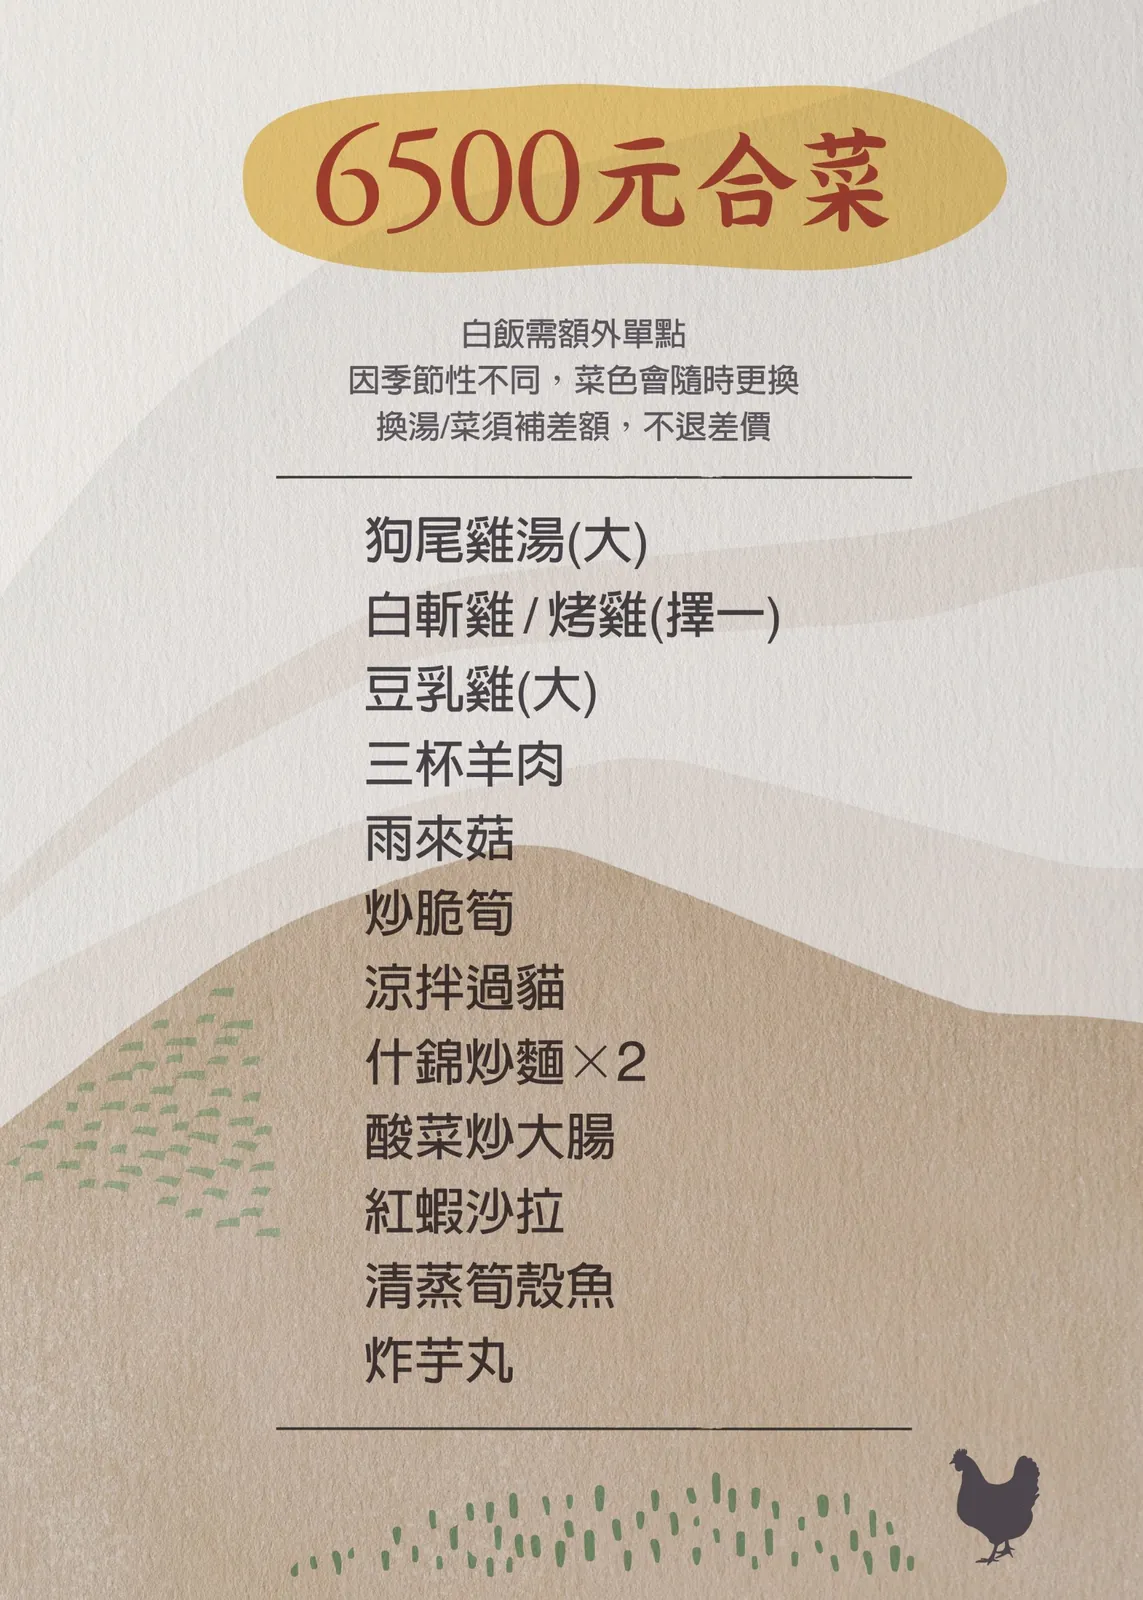 6500元合菜
白飯需額外單點
因季節性不同，菜色會隨時更換
換湯/菜須補差額，不退差價
狗尾雞湯(大)
白斬雞/烤雞(擇一)
豆乳雞(大)
三杯羊肉
雨來菇
炒脆筍
涼拌過貓
什錦炒麵×2
酸菜炒大腸
紅蝦沙拉
清蒸筍殼魚
炸芋丸